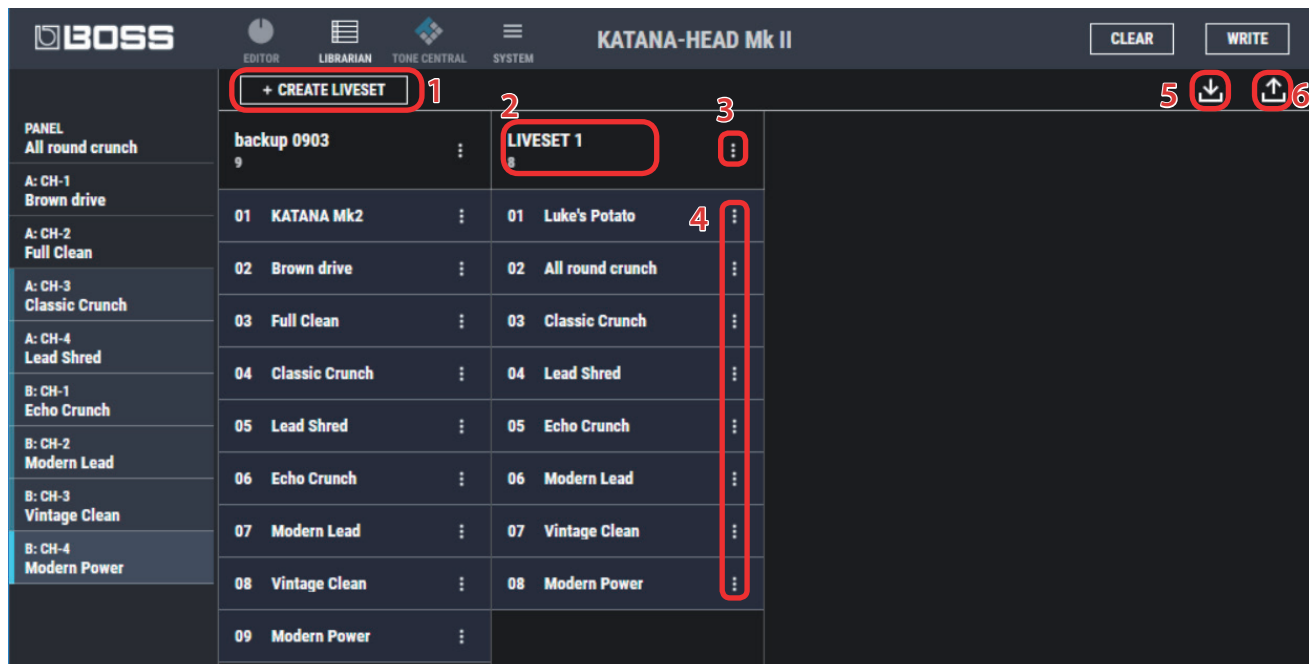 BOSS
EDITOR
LIBRARIAN
TONE CENTRAL
SYSTEM
KATANA-HEAD Mk II
CLEAR
WRITE
+ CREATE LIVESET
1
2
3
5
6
PANEL
All round crunch
A: CH-1
Brown drive
A: CH-2
Full Clean
A: CH-3
Classic Crunch
A: CH-4
Lead Shred
B: CH-1
Echo Crunch
B: CH-2
Modern Lead
B: CH-3
Vintage Clean
B: CH-4
Modern Power
backup 0903
9
01 KATANA Mk2
02 Brown drive
03 Full Clean
04 Classic Crunch
05 Lead Shred
06 Echo Crunch
07 Modern Lead
08 Vintage Clean
09 Modern Power
LIVESET 1
8
4
01 Luke's Potato
02 All round crunch
03 Classic Crunch
04 Lead Shred
05 Echo Crunch
06 Modern Lead
07 Vintage Clean
08 Modern Power